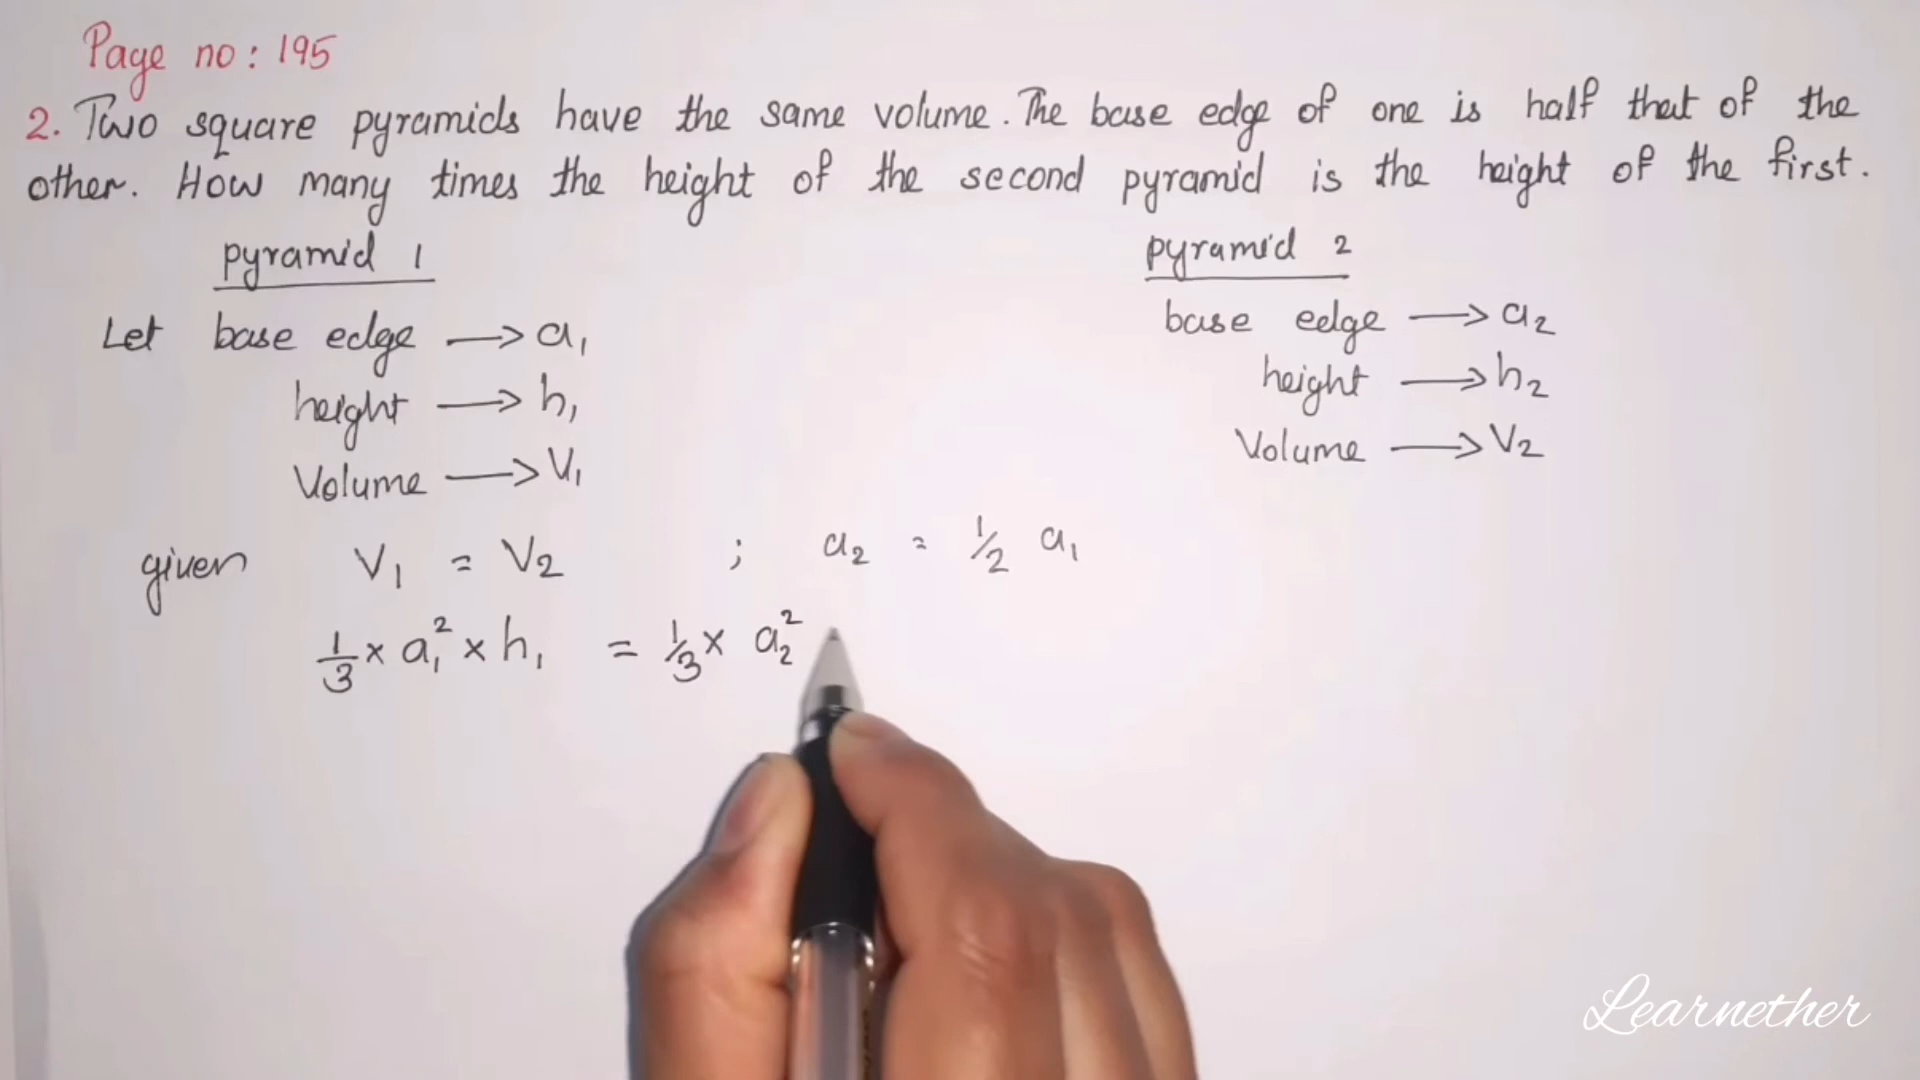 Page no: 195
2. Two square pyramids have the same volume. The base edge of one is half that of the
other. How many times the height of the second pyramid is the height of the first.
pyramid 1
Let base edge → a₁
height → h₁
Volume → V₁
pyramid 2
base edge → a₂
height → h₂
Volume → V₂
given V₁ = V₂ ; a₂ = 1/2 a₁
1/3 × a₁² × h₁ = 1/3 × a₂²
Learnether